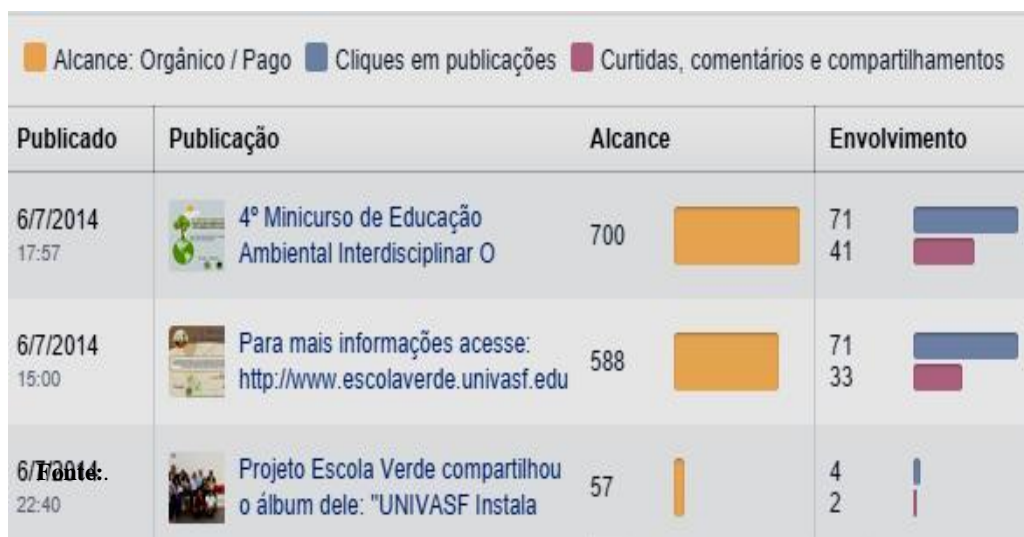 Alcance: Orgânico / Pago Cliques em publicações Curtidas, comentários e compartilhamentos
Publicado Publicação Alcance Envolvimento
6/7/2014 4º Minicurso de Educação 700 71
17:57 Ambiental Interdisciplinar O 41
6/7/2014 Para mais informações acesse: 588 71
15:00 http://www.escolaverde.univasf.edu 33
6/7/2014 Projeto Escola Verde compartilhou 57 4
Fonte:.
22:40 o álbum dele: "UNIVASF Instala 2